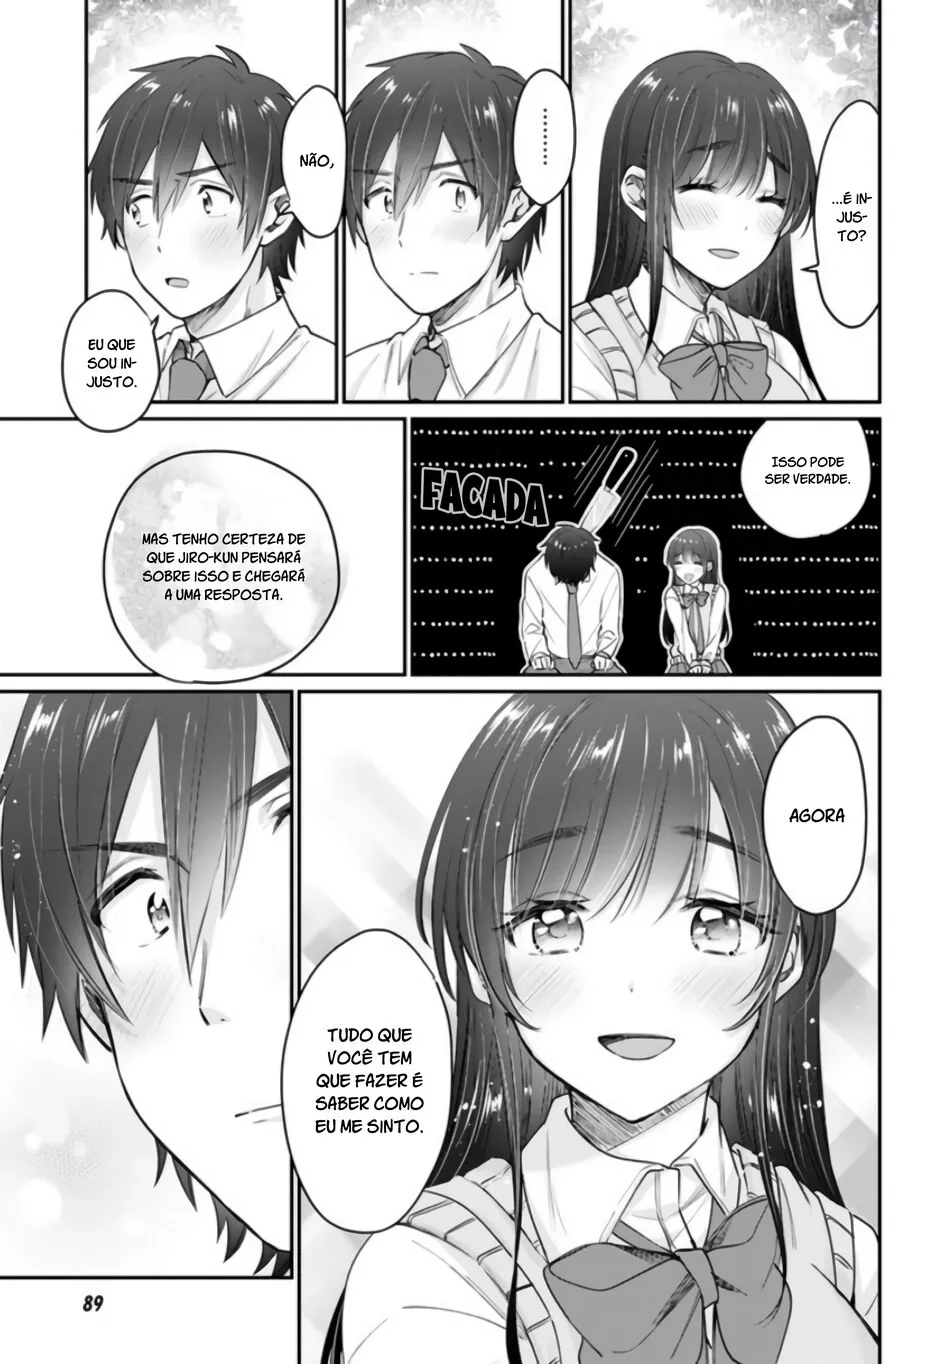 ...É IN-
JUS-
TO?
.........
NÃO,
EU QUE
SOU IN-
JUSTO.
ISSO PODE
SER VERDADE.
FACADA
MAS TENHO CERTEZA DE
QUE JIRO-KUN PENSARÁ
SOBRE ISSO E CHEGARÁ
A UMA RESPOSTA.
AGORA
TUDO QUE
VOCÊ TEM
QUE FAZER É
SABER COMO
EU ME SINTO.
89